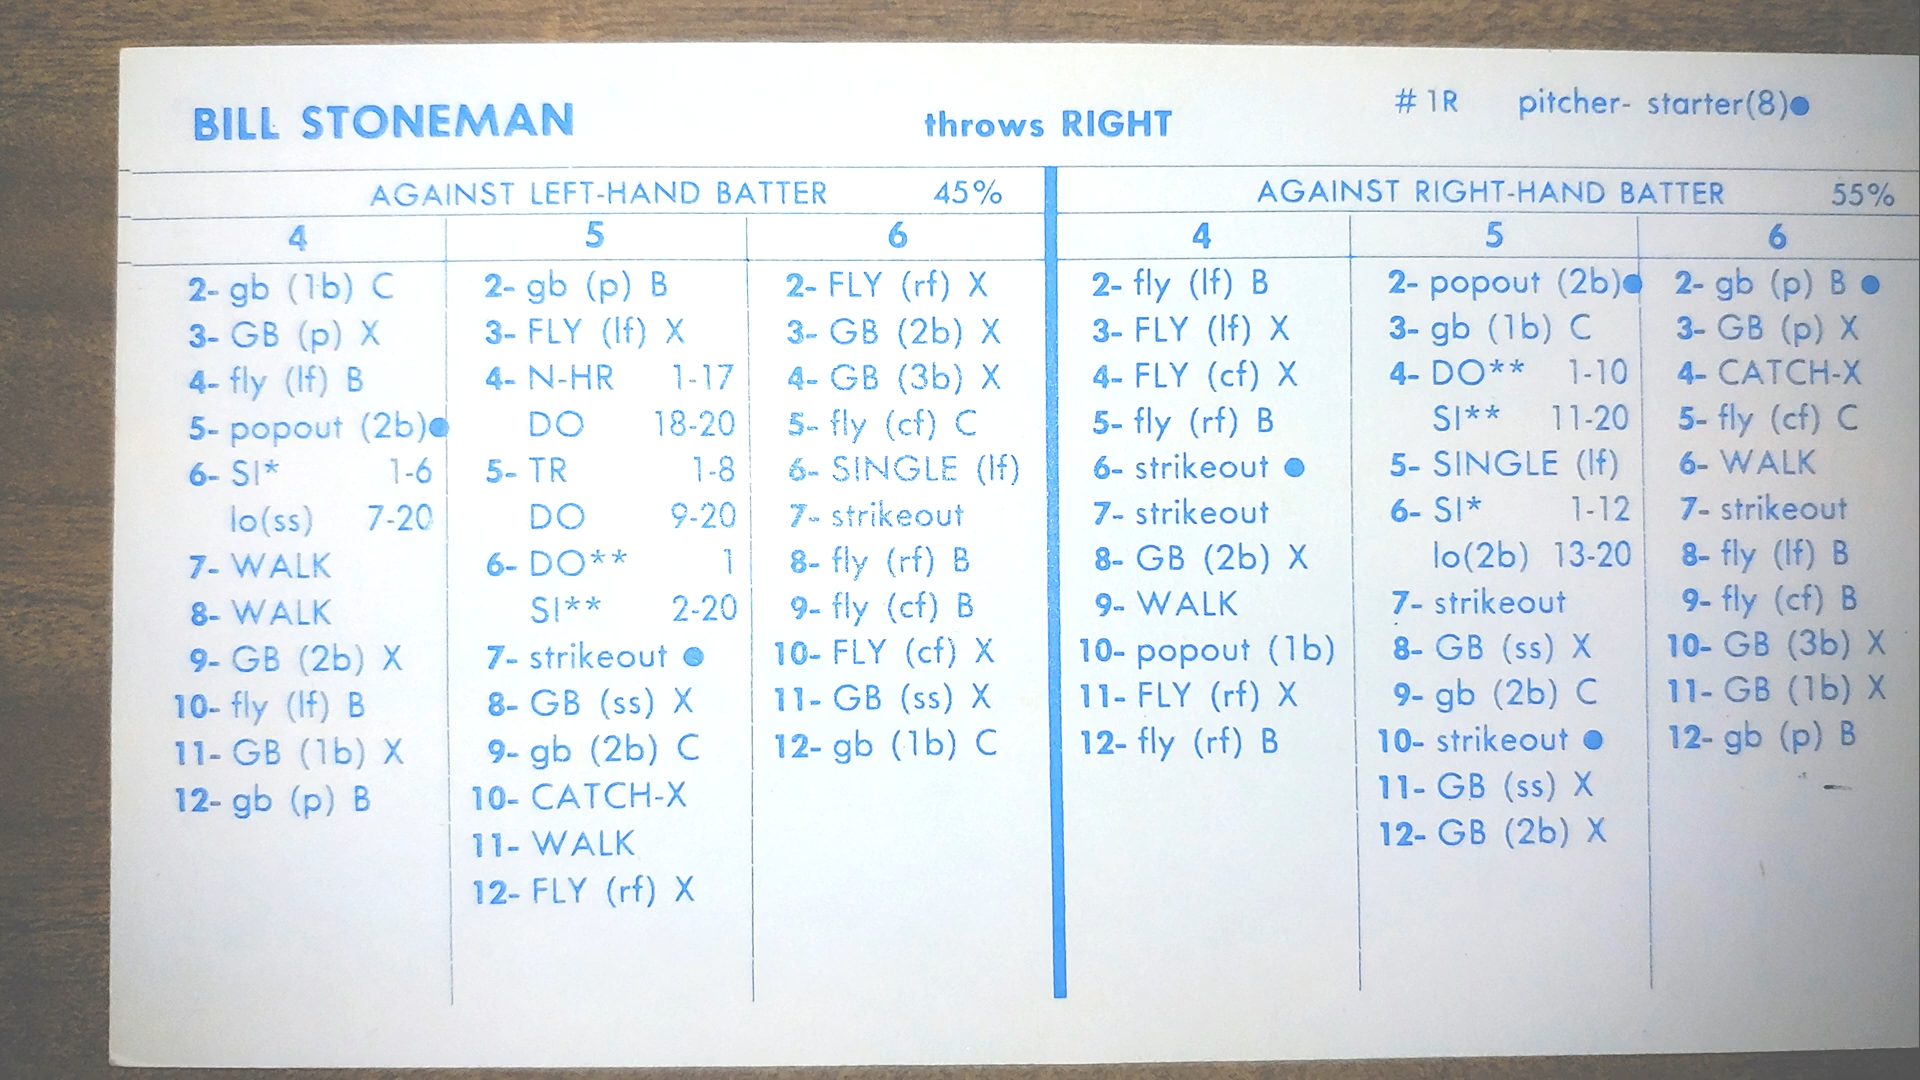 BILL STONEMAN throws RIGHT #1R pitcher- starter(8)●
AGAINST LEFT-HAND BATTER 45%
4 5 6
2- gb (1b) C 2- gb (p) B 2- FLY (rf) X
3- GB (p) X 3- FLY (lf) X 3- GB (2b) X
4- fly (lf) B 4- N-HR 1-17 4- GB (3b) X
5- popout (2b)● DO 18-20 5- fly (cf) C
6- SI* 1-6 5- TR 1-8 6- SINGLE (lf)
lo(ss) 7-20 DO 9-20 7- strikeout
7- WALK 6- DO** 1 8- fly (rf) B
8- WALK SI** 2-20 9- fly (cf) B
9- GB (2b) X 7- strikeout ● 10- FLY (cf) X
10- fly (lf) B 8- GB (ss) X 11- GB (ss) X
11- GB (1b) X 9- gb (2b) C 12- gb (1b) C
12- gb (p) B 10- CATCH-X
11- WALK
12- FLY (rf) X
AGAINST RIGHT-HAND BATTER 55%
4 5 6
2- fly (lf) B 2- popout (2b)● 2- gb (p) B ●
3- FLY (lf) X 3- gb (1b) C 3- GB (p) X
4- FLY (cf) X 4- DO** 1-10 4- CATCH-X
5- fly (rf) B SI** 11-20 5- fly (cf) C
6- strikeout ● 5- SINGLE (lf) 6- WALK
7- strikeout 6- SI* 1-12 7- strikeout
8- GB (2b) X lo(2b) 13-20 8- fly (lf) B
9- WALK 7- strikeout 9- fly (cf) B
10- popout (1b) 8- GB (ss) X 10- GB (3b) X
11- FLY (rf) X 9- gb (2b) C 11- GB (1b) X
12- fly (rf) B 10- strikeout ● 12- gb (p) B
11- GB (ss) X
12- GB (2b) X